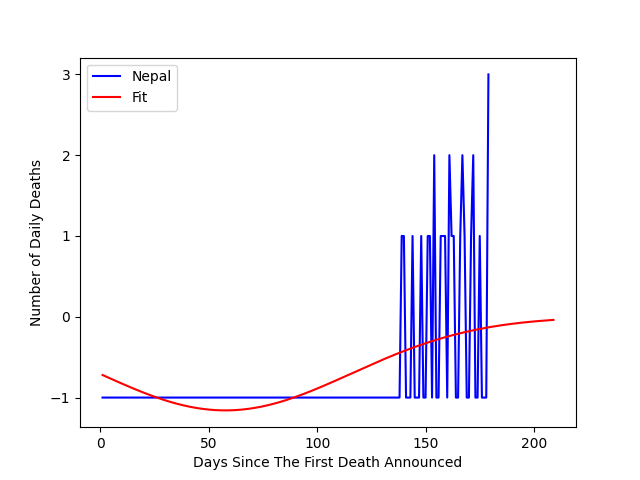 Nepal
Fit
3
2
1
0
−1
Number of Daily Deaths
0
50
100
150
200
Days Since The First Death Announced